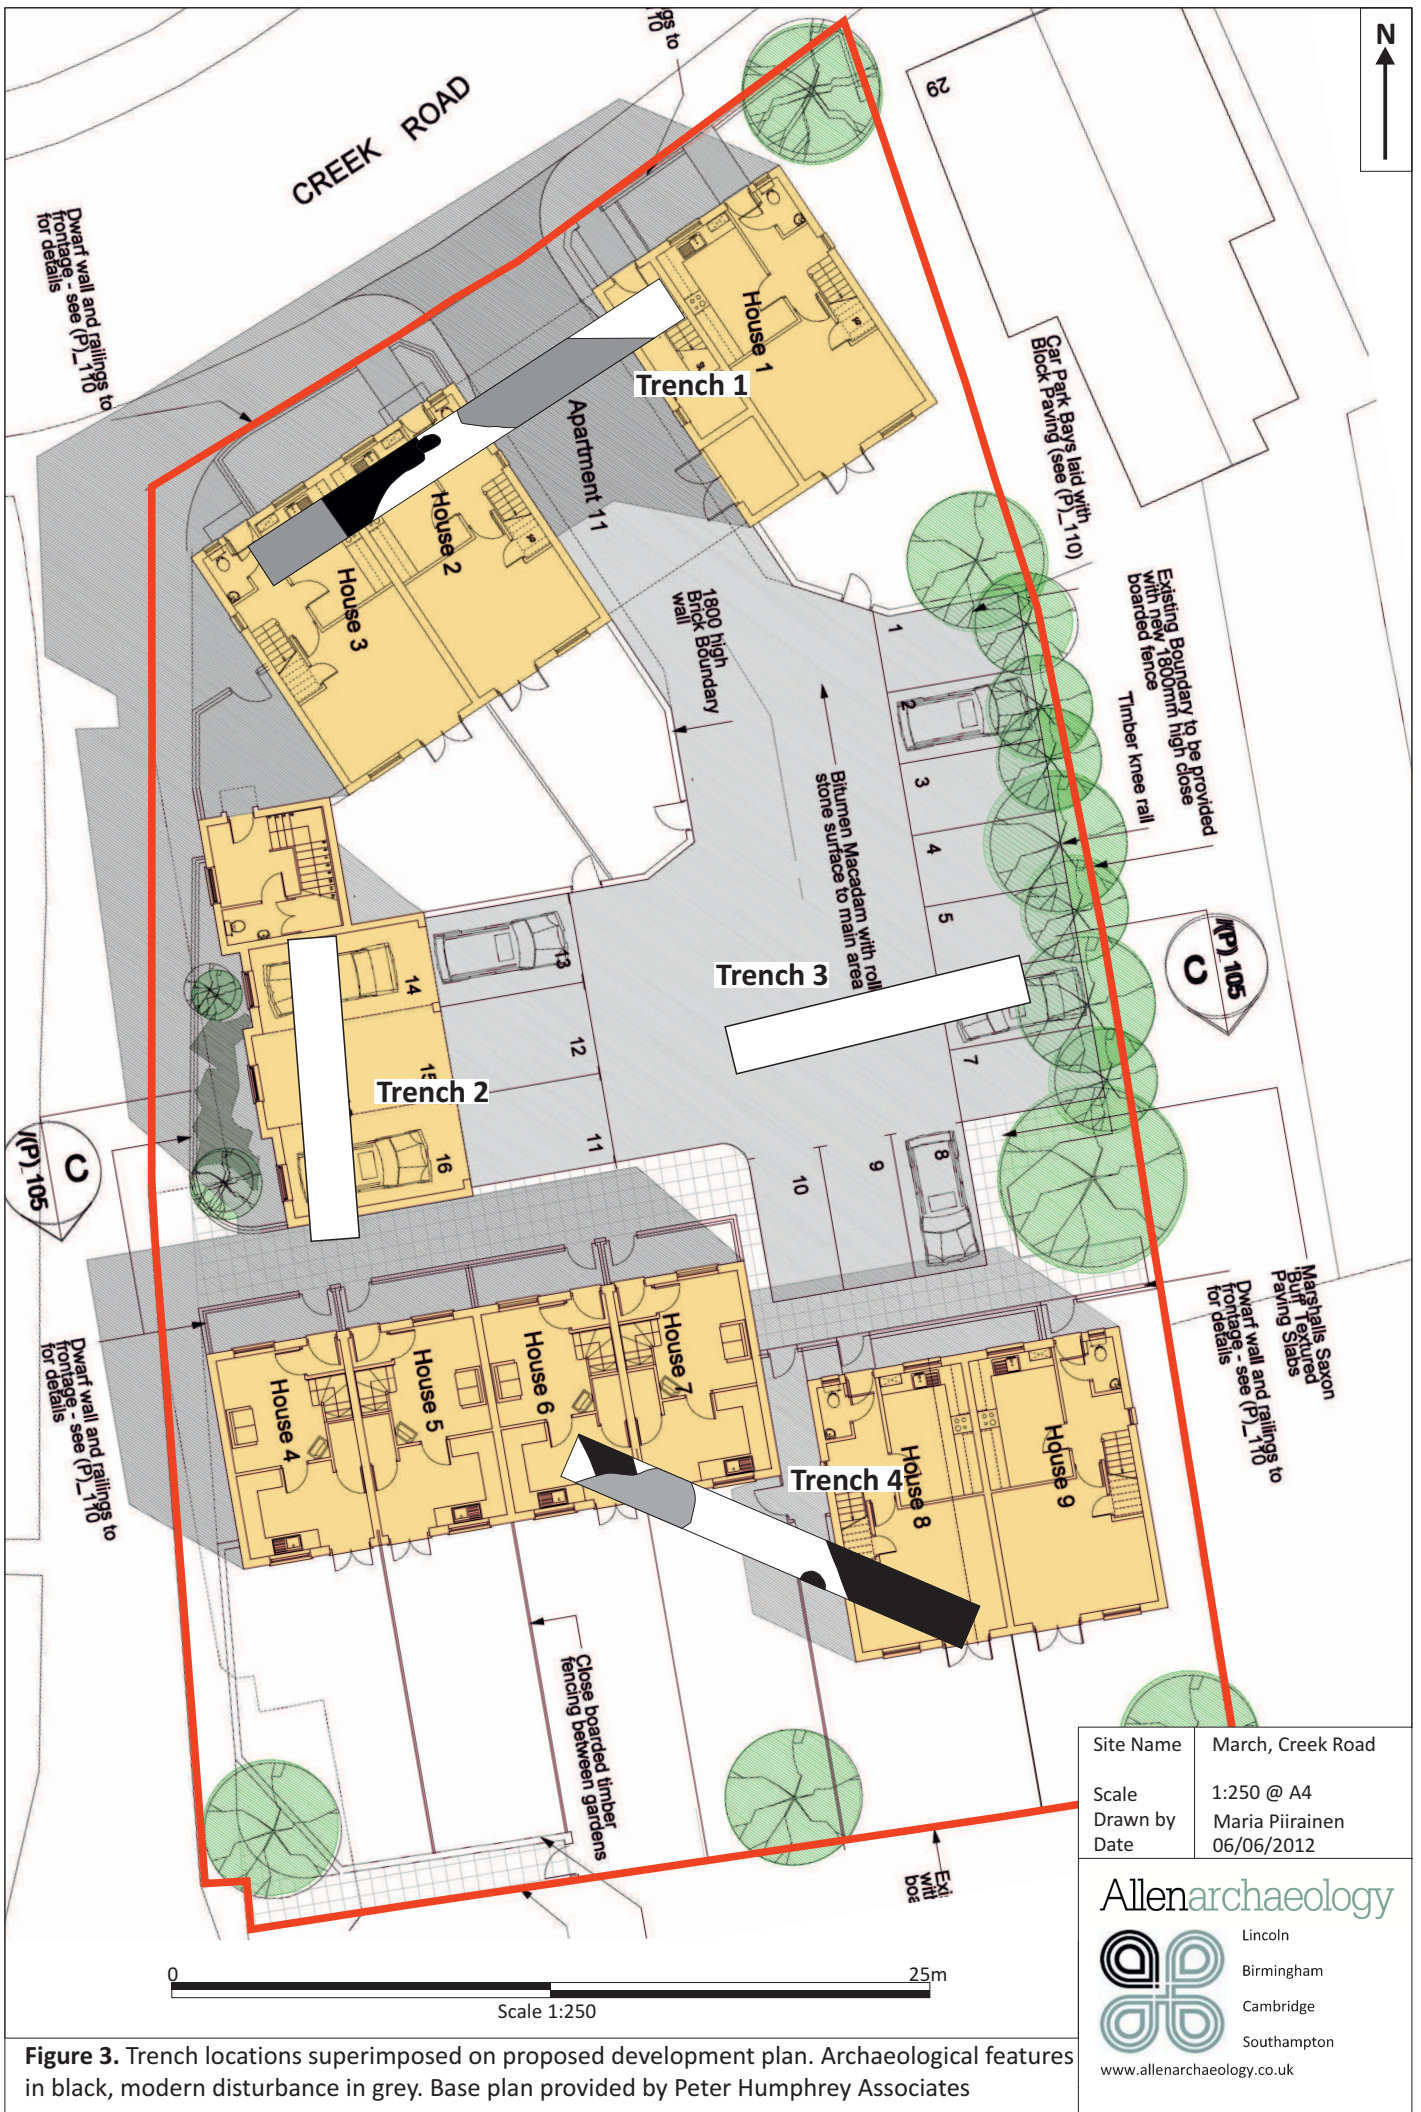 gs to
_10
N
29
CREEK ROAD
Dwarf wall and railings to
frontage - see (P)_110
for details
House 1
Trench 1
Apartment 11
House 2
House 3
Car Park Bays laid with
Block Paving (see (P)_110)
Existing Boundary to be provided
with new 1800mm high close
boarded fence
Timber knee rail
1800 high
Brick Boundary
wall
Bitumen Macadam with roll
stone surface to main area
1
2
3
4
5
7
8
9
10
11
12
13
14
15
16
Trench 3
Trench 2
C
/(P) 105
C
/(P) 105
Marshalls Saxon
'Buff' Textured
Paving Slabs
Dwarf wall and railings to
frontage - see (P)_110
for details
Dwarf wall and railings to
frontage - see (P)_110
for details
House 4
House 5
House 6
House 7
Trench 4
House 8
House 9
Close boarded timber
fencing between gardens
Exi
with
boa
Site Name March, Creek Road
Scale 1:250 @ A4
Drawn by Maria Piirainen
Date 06/06/2012
Allenarchaeology
Lincoln
Birmingham
Cambridge
Southampton
www.allenarchaeology.co.uk
0 25m
Scale 1:250
Figure 3. Trench locations superimposed on proposed development plan. Archaeological features
in black, modern disturbance in grey. Base plan provided by Peter Humphrey Associates